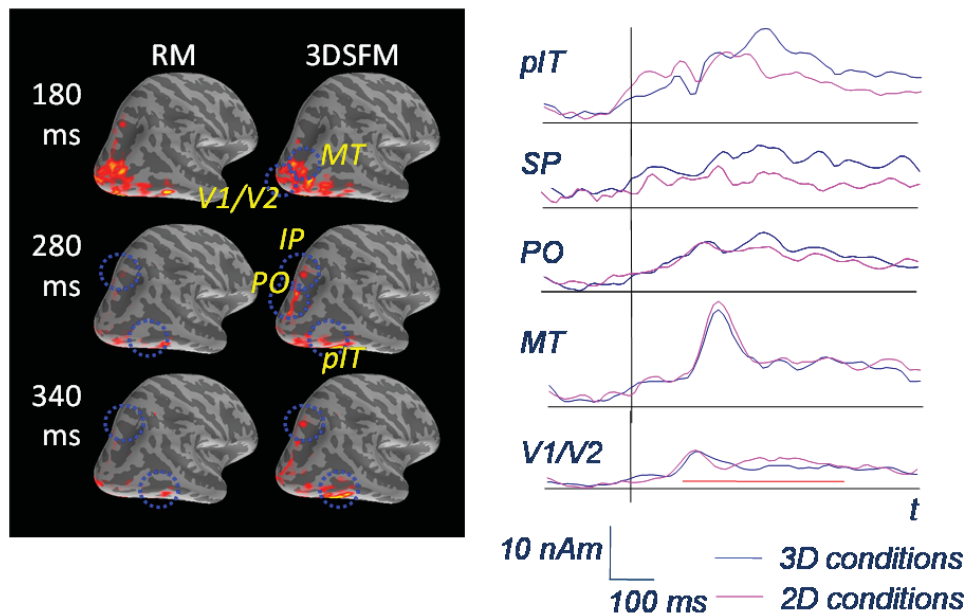 RM 3DSFM
180
ms
MT
V1/V2
280
ms
IP
PO
pIT
340
ms
pIT
SP
PO
MT
V1/V2
t
10 nAm
100 ms
3D conditions
2D conditions